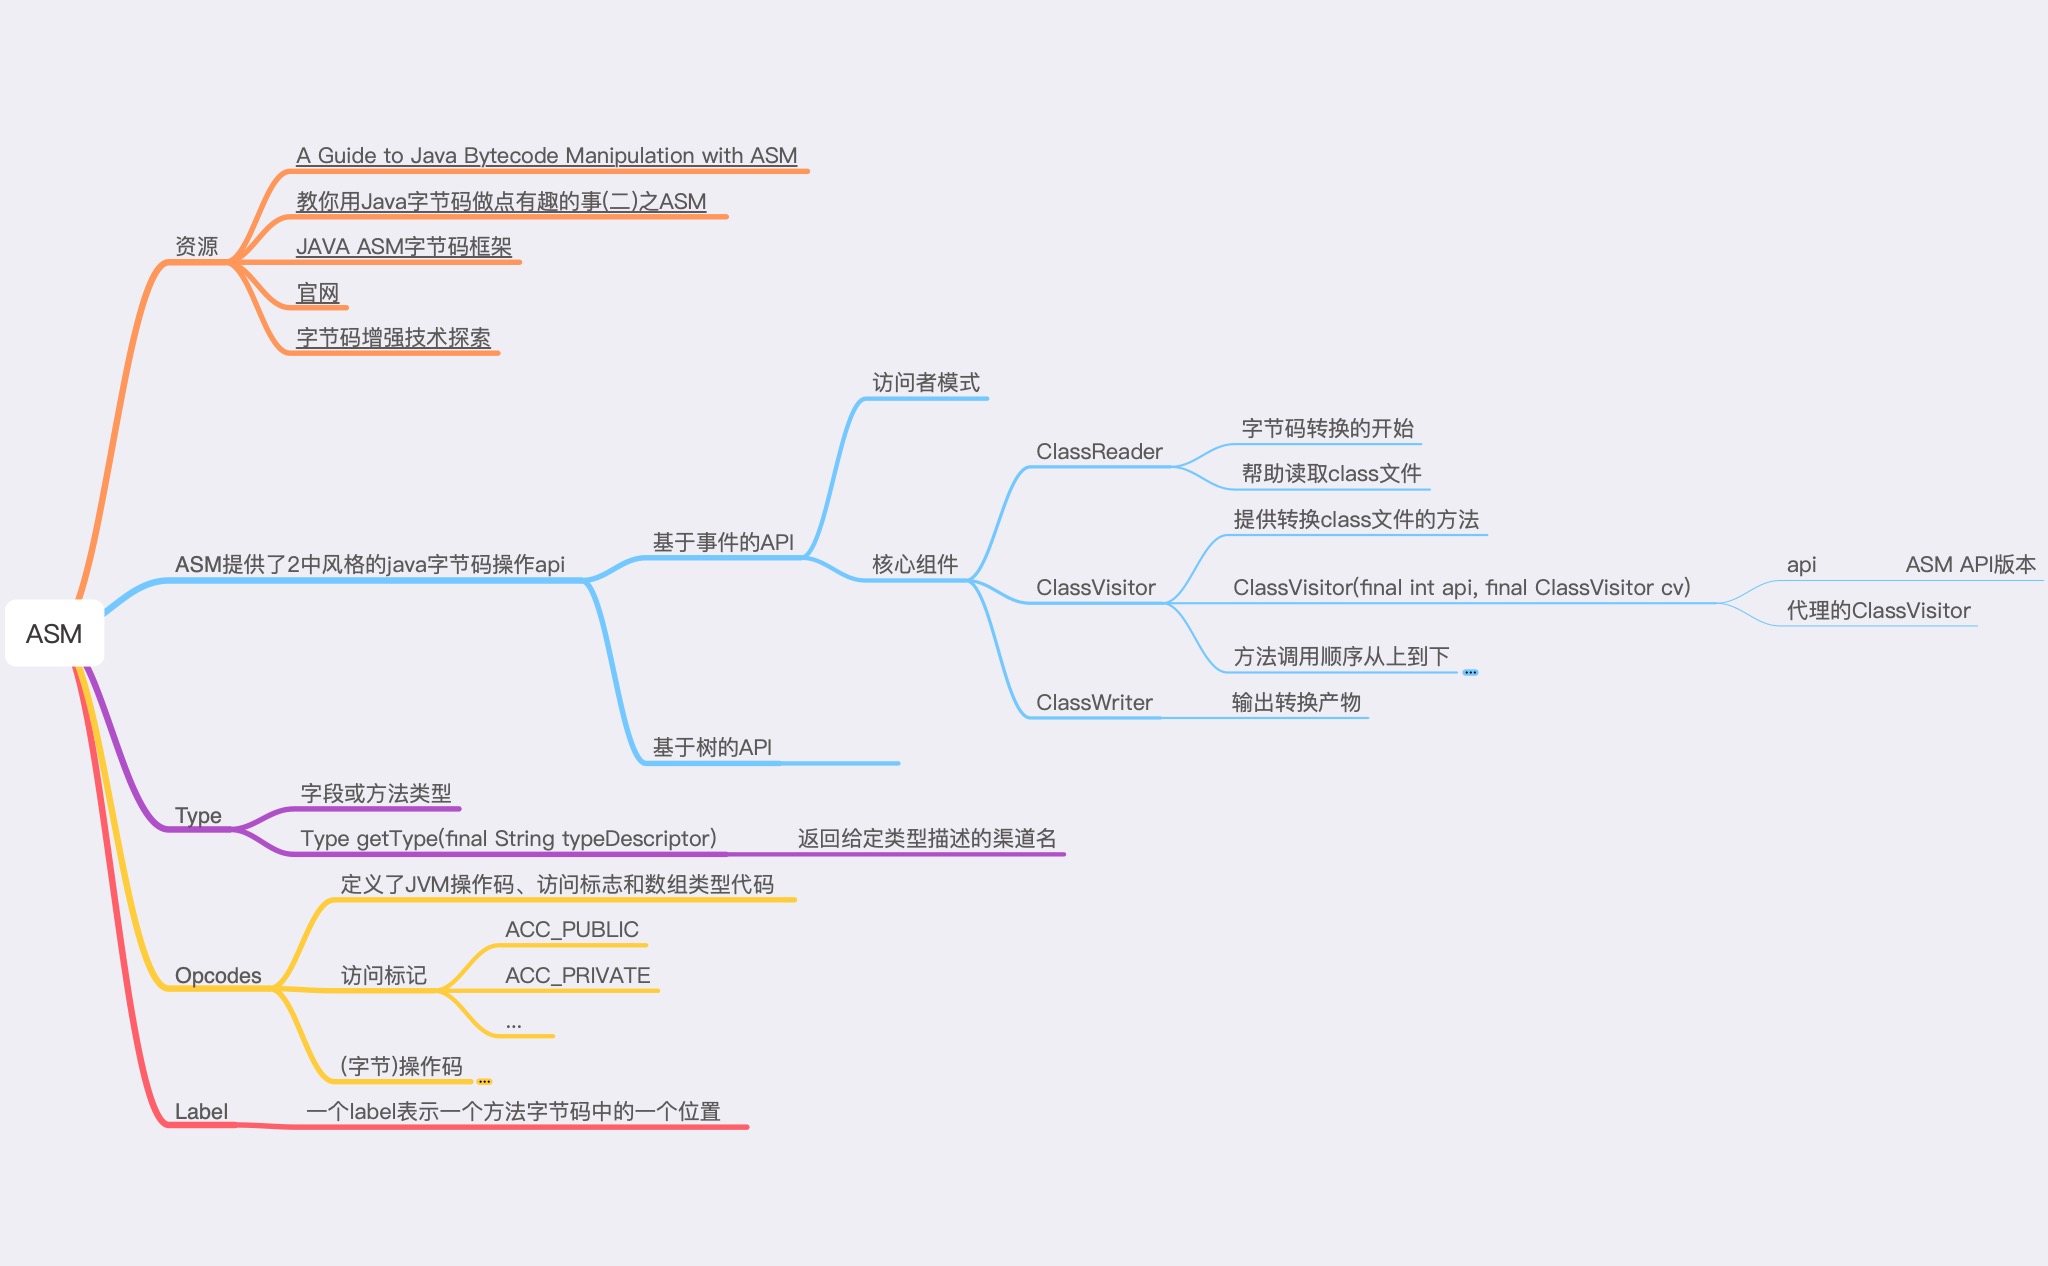 ASM
资源
A Guide to Java Bytecode Manipulation with ASM
教你用Java字节码做点有趣的事(二)之ASM
JAVA ASM字节码框架
官网
字节码增强技术探索
ASM提供了2中风格的java字节码操作api
基于事件的API
访问者模式
核心组件
ClassReader
字节码转换的开始
帮助读取class文件
ClassVisitor
提供转换class文件的方法
ClassVisitor(final int api, final ClassVisitor cv)
api
ASM API版本
代理的ClassVisitor
方法调用顺序从上到下
ClassWriter
输出转换产物
基于树的API
Type
字段或方法类型
Type getType(final String typeDescriptor)
返回给定类型描述的渠道名
Opcodes
定义了JVM操作码、访问标志和数组类型代码
访问标记
ACC_PUBLIC
ACC_PRIVATE
...
(字节)操作码
Label
一个label表示一个方法字节码中的一个位置